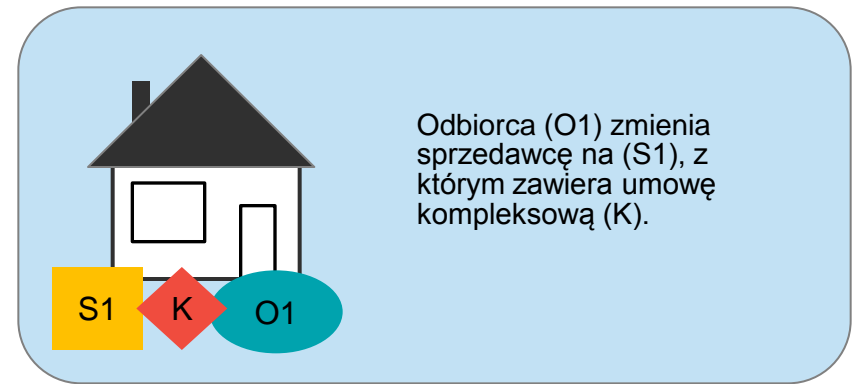 Odbiorca (O1) zmienia
sprzedawcę na (S1), z
którym zawiera umowę
kompleksową (K).
S1 K O1